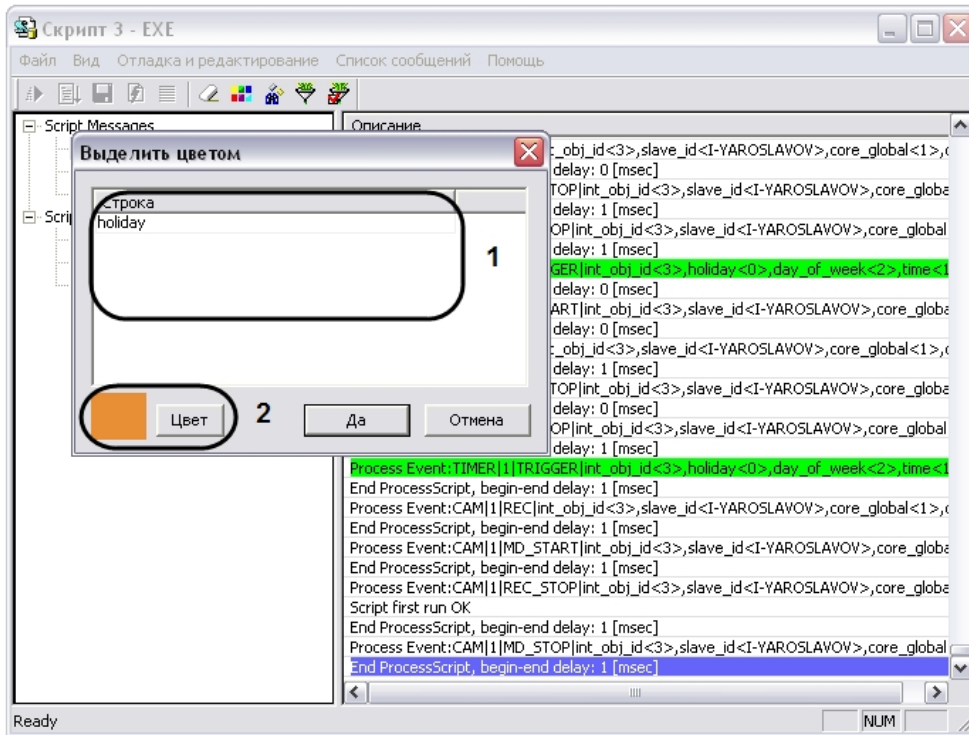 Скрипт 3 - EXE
Файл Вид Отладка и редактирование Список сообщений Помощь
Script Messages
Scrip
Описание
t_obj_id<3>,slave_id<I-YAROSLAVOV>,core_global<1>,
delay: 0 [msec]
TOP|int_obj_id<3>,slave_id<I-YAROSLAVOV>,core_globa
delay: 1 [msec]
OP|int_obj_id<3>,slave_id<I-YAROSLAVOV>,core_global
delay: 1 [msec]
GER|int_obj_id<3>,holiday<0>,day_of_week<2>,time<1
delay: 0 [msec]
ART|int_obj_id<3>,slave_id<I-YAROSLAVOV>,core_globa
delay: 0 [msec]
t_obj_id<3>,slave_id<I-YAROSLAVOV>,core_global<1>,
delay: 1 [msec]
TOP|int_obj_id<3>,slave_id<I-YAROSLAVOV>,core_globa
delay: 0 [msec]
OP|int_obj_id<3>,slave_id<I-YAROSLAVOV>,core_global
delay: 1 [msec]
Process Event:TIMER|1|TRIGGER|int_obj_id<3>,holiday<0>,day_of_week<2>,time<1
End ProcessScript, begin-end delay: 1 [msec]
Process Event:CAM|1|REC|int_obj_id<3>,slave_id<I-YAROSLAVOV>,core_global<1>,
End ProcessScript, begin-end delay: 1 [msec]
Process Event:CAM|1|MD_START|int_obj_id<3>,slave_id<I-YAROSLAVOV>,core_globa
End ProcessScript, begin-end delay: 1 [msec]
Process Event:CAM|1|REC_STOP|int_obj_id<3>,slave_id<I-YAROSLAVOV>,core_globa
Script first run OK
End ProcessScript, begin-end delay: 1 [msec]
Process Event:CAM|1|MD_STOP|int_obj_id<3>,slave_id<I-YAROSLAVOV>,core_global
End ProcessScript, begin-end delay: 1 [msec]
Выделить цветом
Строка
holiday
1
Цвет
2
Да
Отмена
Ready
NUM